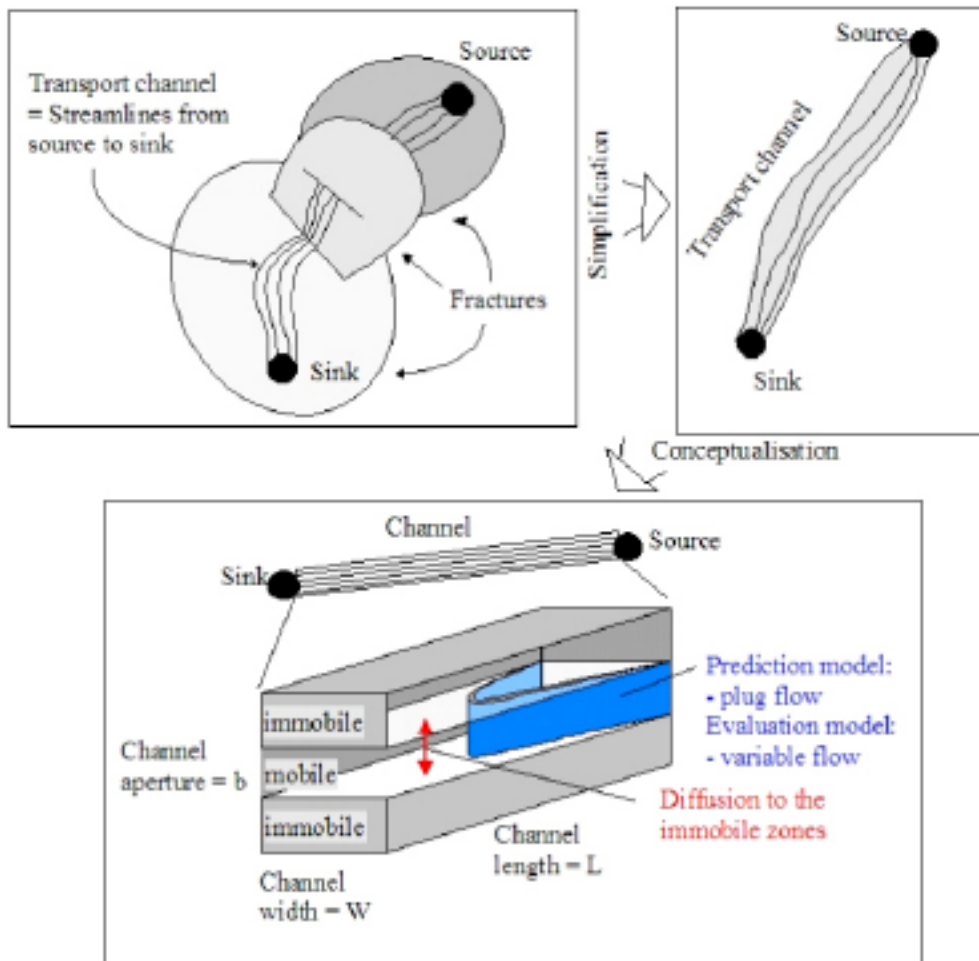 Source
Transport channel
= Streamlines from
source to sink
Fractures
Sink
Simplification
Source
Transport channel
Sink
Conceptualisation
Channel
Sink
Source
immobile
mobile
immobile
Channel
aperture = b
Prediction model:
- plug flow
Evaluation model:
- variable flow
Diffusion to the
immobile zones
Channel
length = L
Channel
width = W